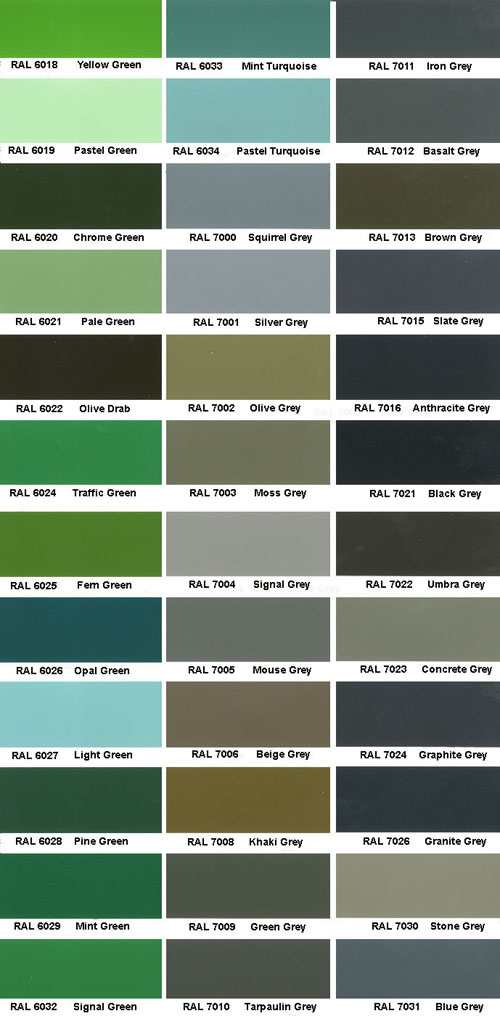 RAL 6018 Yellow Green
RAL 6033 Mint Turquoise
RAL 7011 Iron Grey
RAL 6019 Pastel Green
RAL 6034 Pastel Turquoise
RAL 7012 Basalt Grey
RAL 6020 Chrome Green
RAL 7000 Squirrel Grey
RAL 7013 Brown Grey
RAL 6021 Pale Green
RAL 7001 Silver Grey
RAL 7015 Slate Grey
RAL 6022 Olive Drab
RAL 7002 Olive Grey
RAL 7016 Anthracite Grey
RAL 6024 Traffic Green
RAL 7003 Moss Grey
RAL 7021 Black Grey
RAL 6025 Fern Green
RAL 7004 Signal Grey
RAL 7022 Umbra Grey
RAL 6026 Opal Green
RAL 7005 Mouse Grey
RAL 7023 Concrete Grey
RAL 6027 Light Green
RAL 7006 Beige Grey
RAL 7024 Graphite Grey
RAL 6028 Pine Green
RAL 7008 Khaki Grey
RAL 7026 Granite Grey
RAL 6029 Mint Green
RAL 7009 Green Grey
RAL 7030 Stone Grey
RAL 6032 Signal Green
RAL 7010 Tarpaulin Grey
RAL 7031 Blue Grey